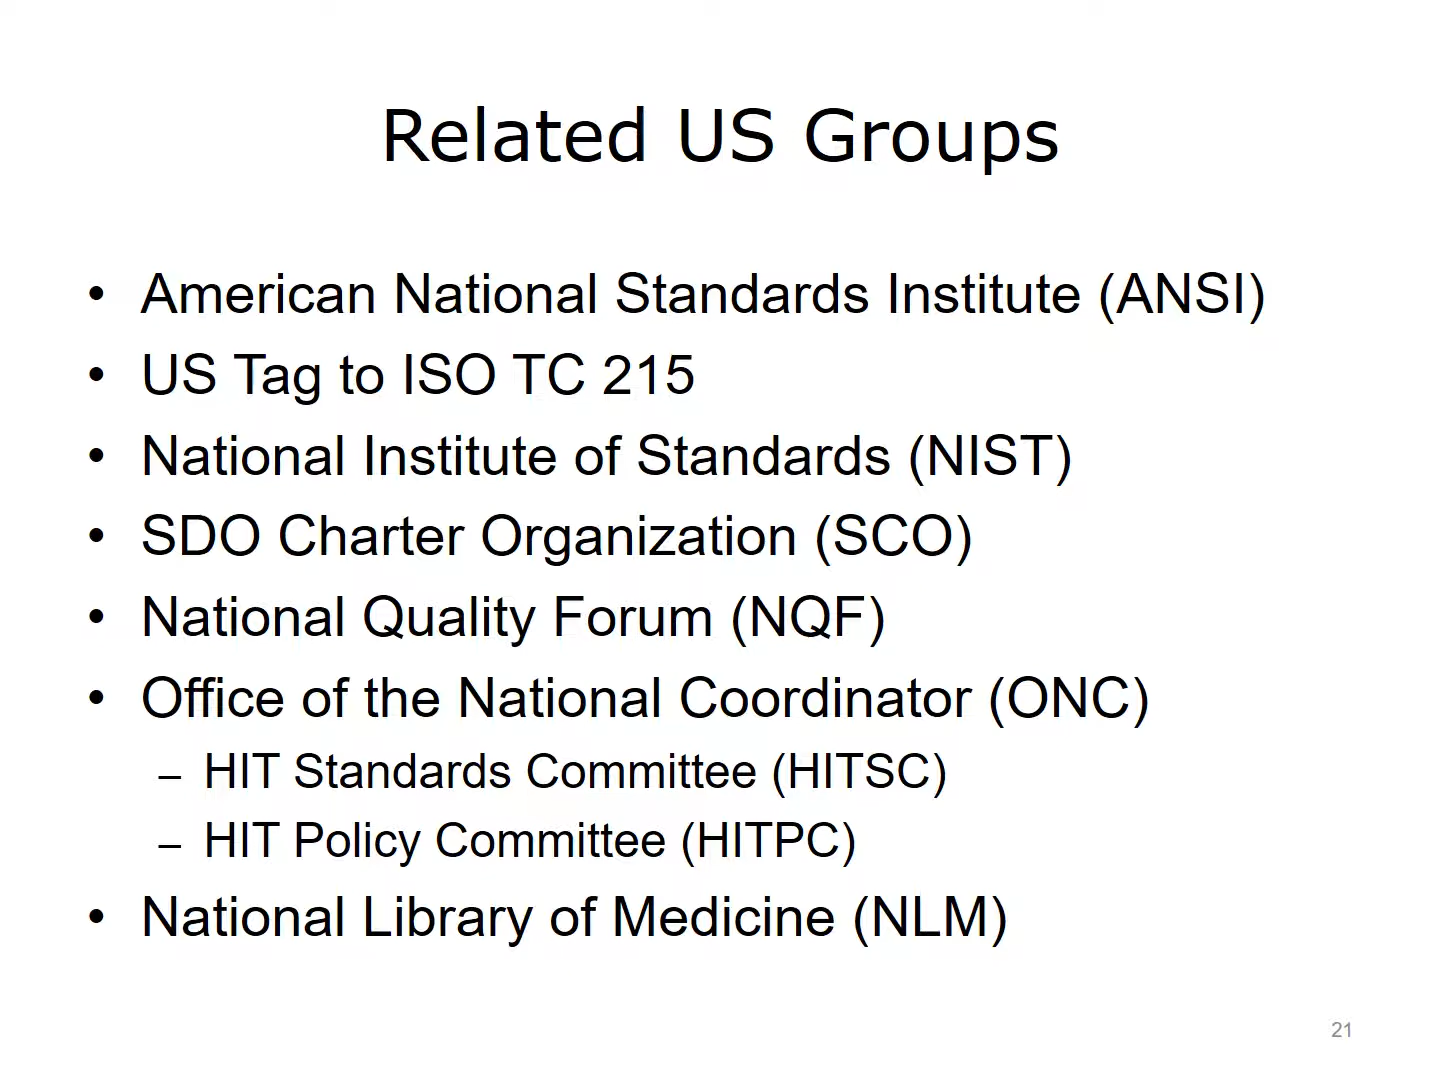 Related US Groups
• American National Standards Institute (ANSI)
• US Tag to ISO TC 215
• National Institute of Standards (NIST)
• SDO Charter Organization (SCO)
• National Quality Forum (NQF)
• Office of the National Coordinator (ONC)
– HIT Standards Committee (HITSC)
– HIT Policy Committee (HITPC)
• National Library of Medicine (NLM)
21